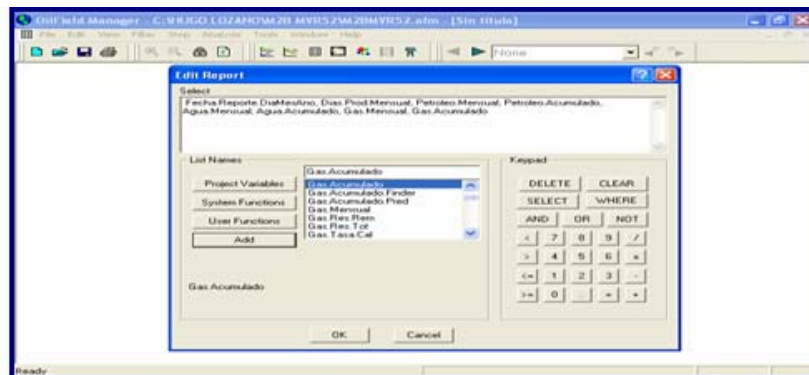 OilField Manager - C:\HUGO LOZANO\M2B MVR52\M2BMVR52.ofm - [Sin título]
File Edit View Filter Step Analysis Tools Window Help
None
Edit Report
Select
Fecha.Reporte.DiaMesAno, Dias.Prod.Mensual, Petroleo.Mensual, Petroleo.Acumulado,
Agua.Mensual, Agua.Acumulado, Gas.Mensual, Gas.Acumulado
List Names
Keypad
Gas.Acumulado
Project Variables
System Functions
User Functions
Add
Gas.Acumulado
Gas.Acumulado.Finder
Gas.Acumulado.Pred
Gas.Mensual
Gas.Res.Rem
Gas.Res.Tot
Gas.Tasa.Cal
DELETE CLEAR
SELECT WHERE
AND OR NOT
< 7 8 9 /
> 4 5 6 *
<= 1 2 3 -
>= 0 . = +
Gas.Acumulado
OK Cancel
Ready